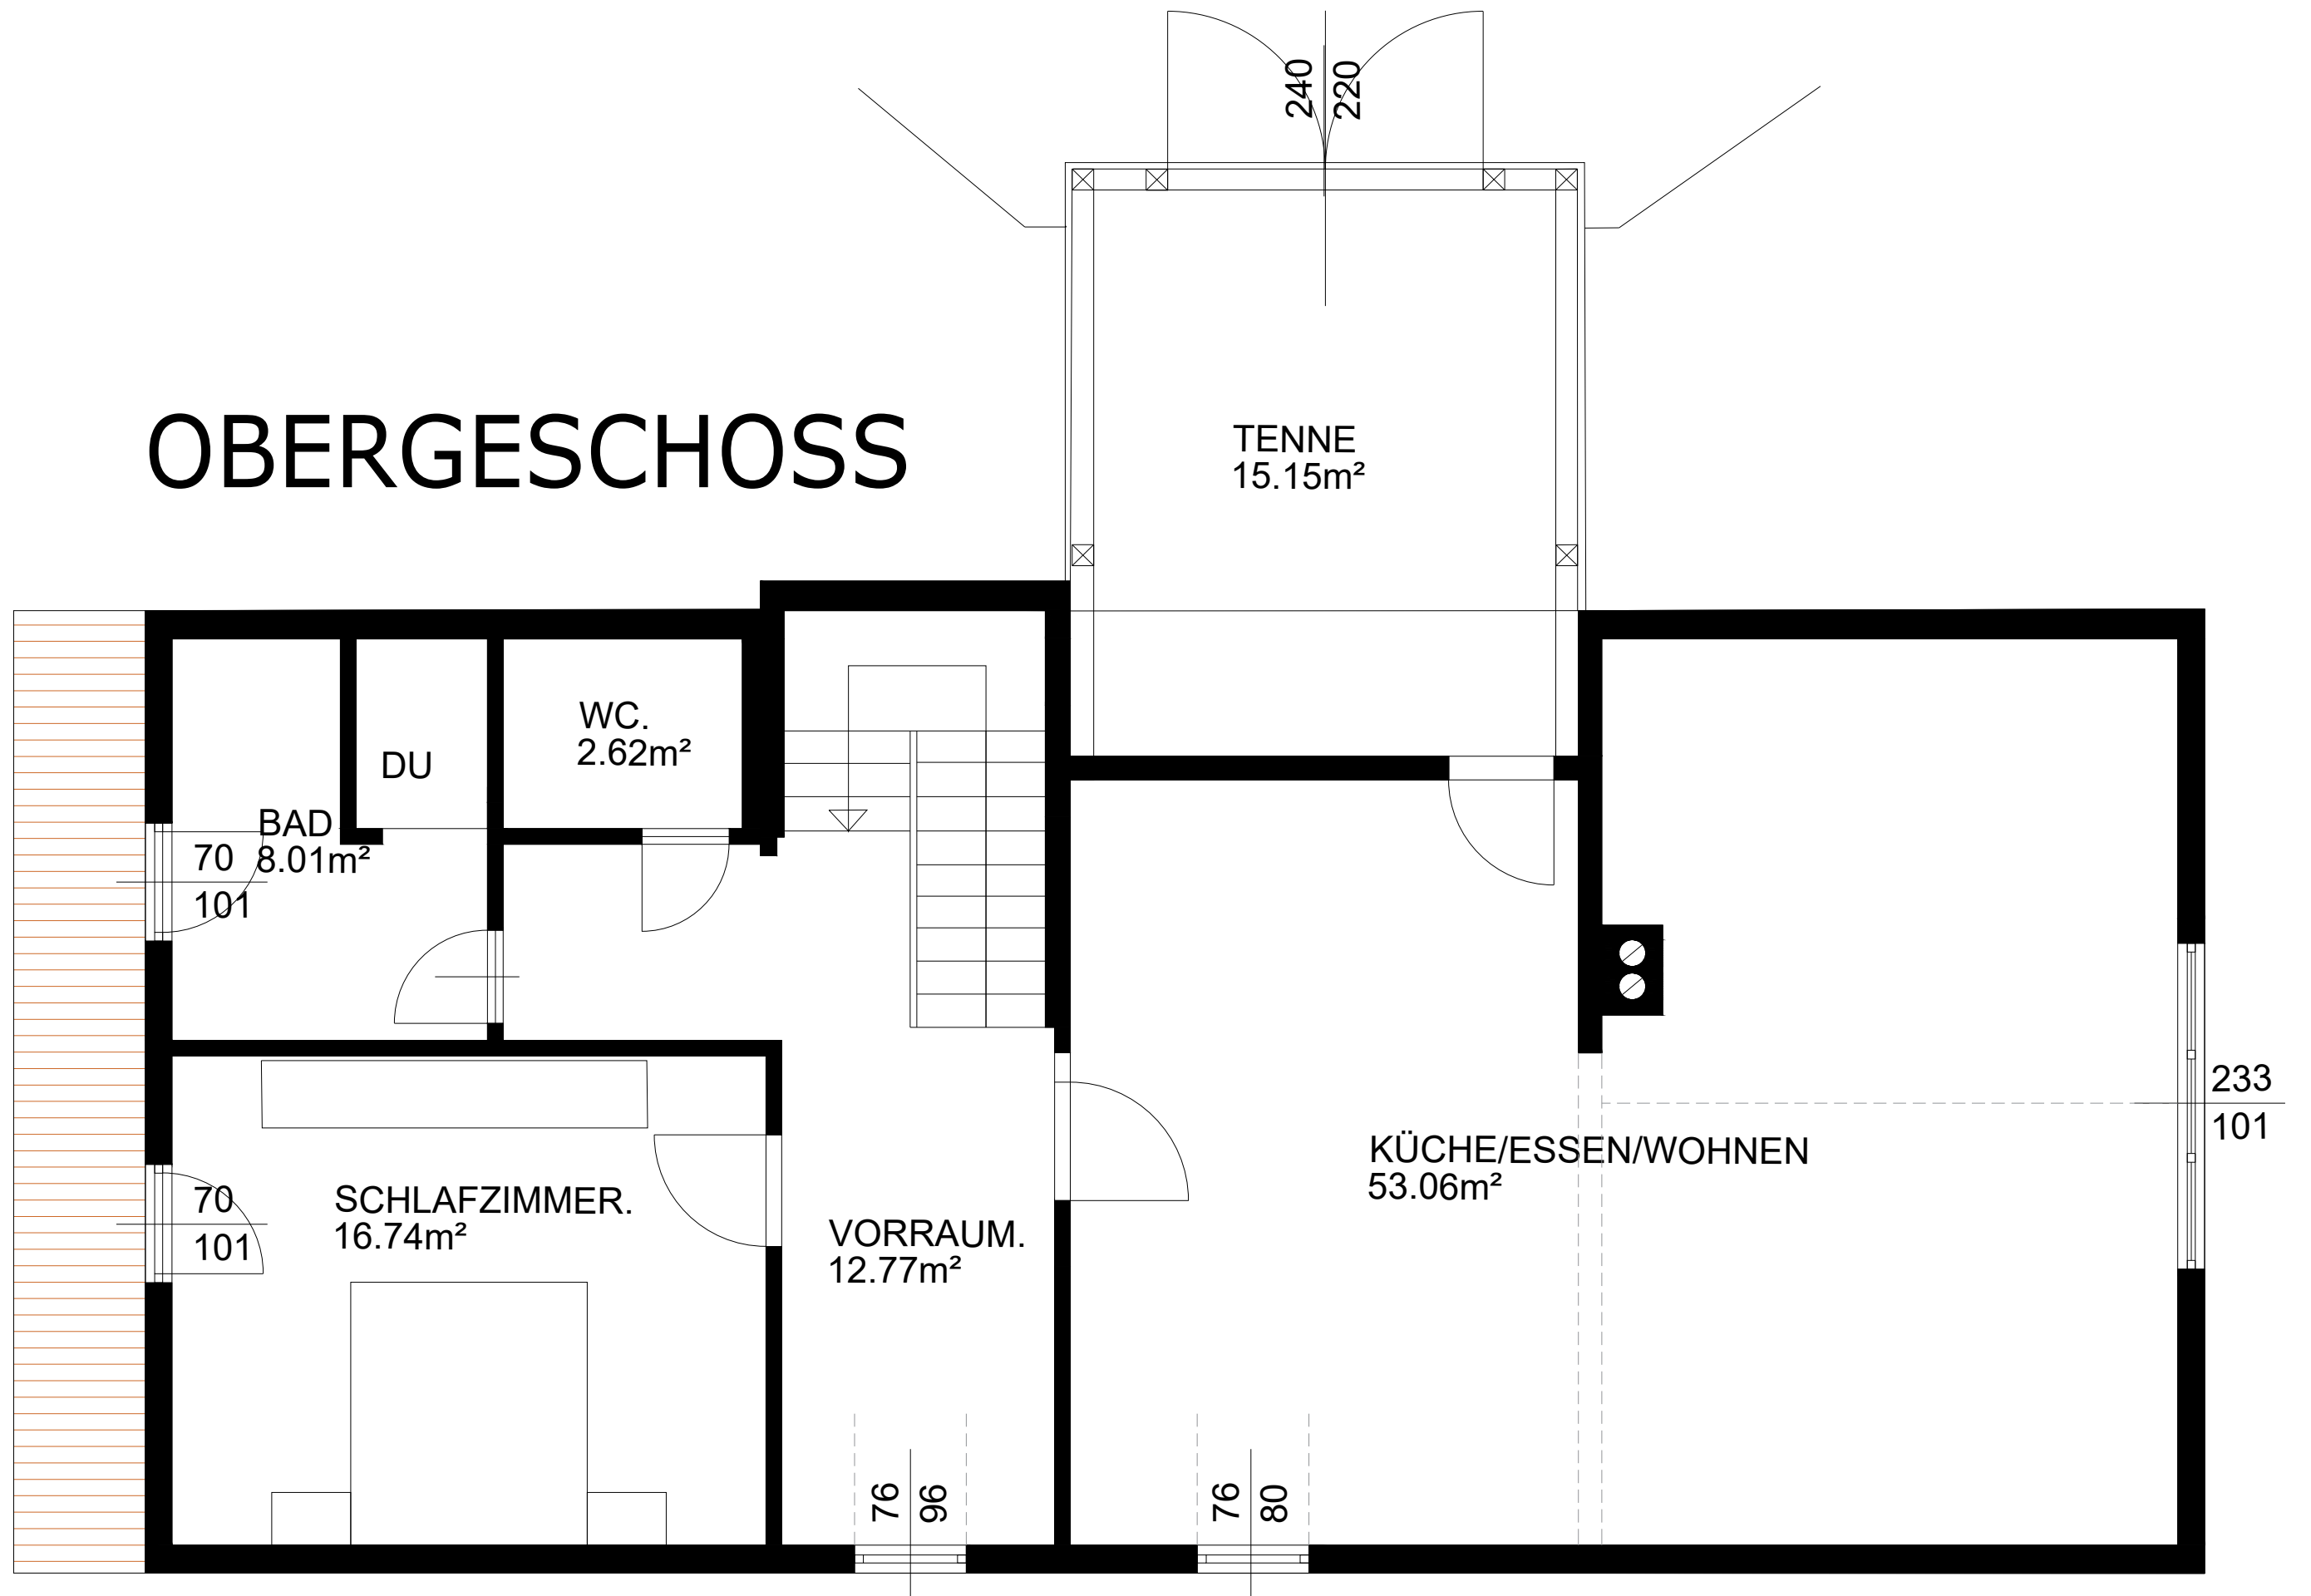 240
220
OBERGESCHOSS
TENNE
15.15m²
WC.
2.62m²
DU
BAD
8.01m²
70
101
233
101
KÜCHE/ESSEN/WOHNEN
53.06m²
70
101
SCHLAFZIMMER.
16.74m²
VORRAUM.
12.77m²
76
96
76
80